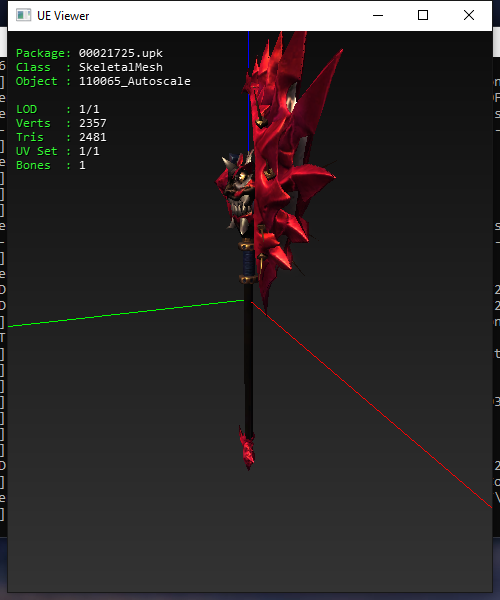 UE Viewer
Package: 00021725.upk
Class : SkeletalMesh
Object : 110065_Autoscale
LOD : 1/1
Verts : 2357
Tris : 2481
UV Set : 1/1
Bones : 1